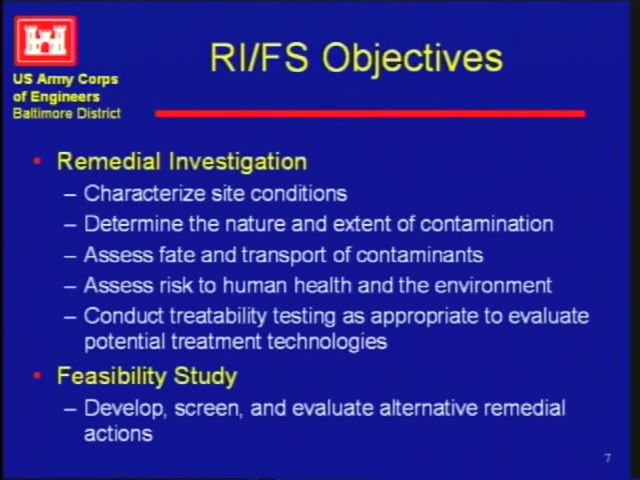 RI/FS Objectives
US Army Corps
of Engineers
Baltimore District
• Remedial Investigation
– Characterize site conditions
– Determine the nature and extent of contamination
– Assess fate and transport of contaminants
– Assess risk to human health and the environment
– Conduct treatability testing as appropriate to evaluate
potential treatment technologies
• Feasibility Study
– Develop, screen, and evaluate alternative remedial
actions
7